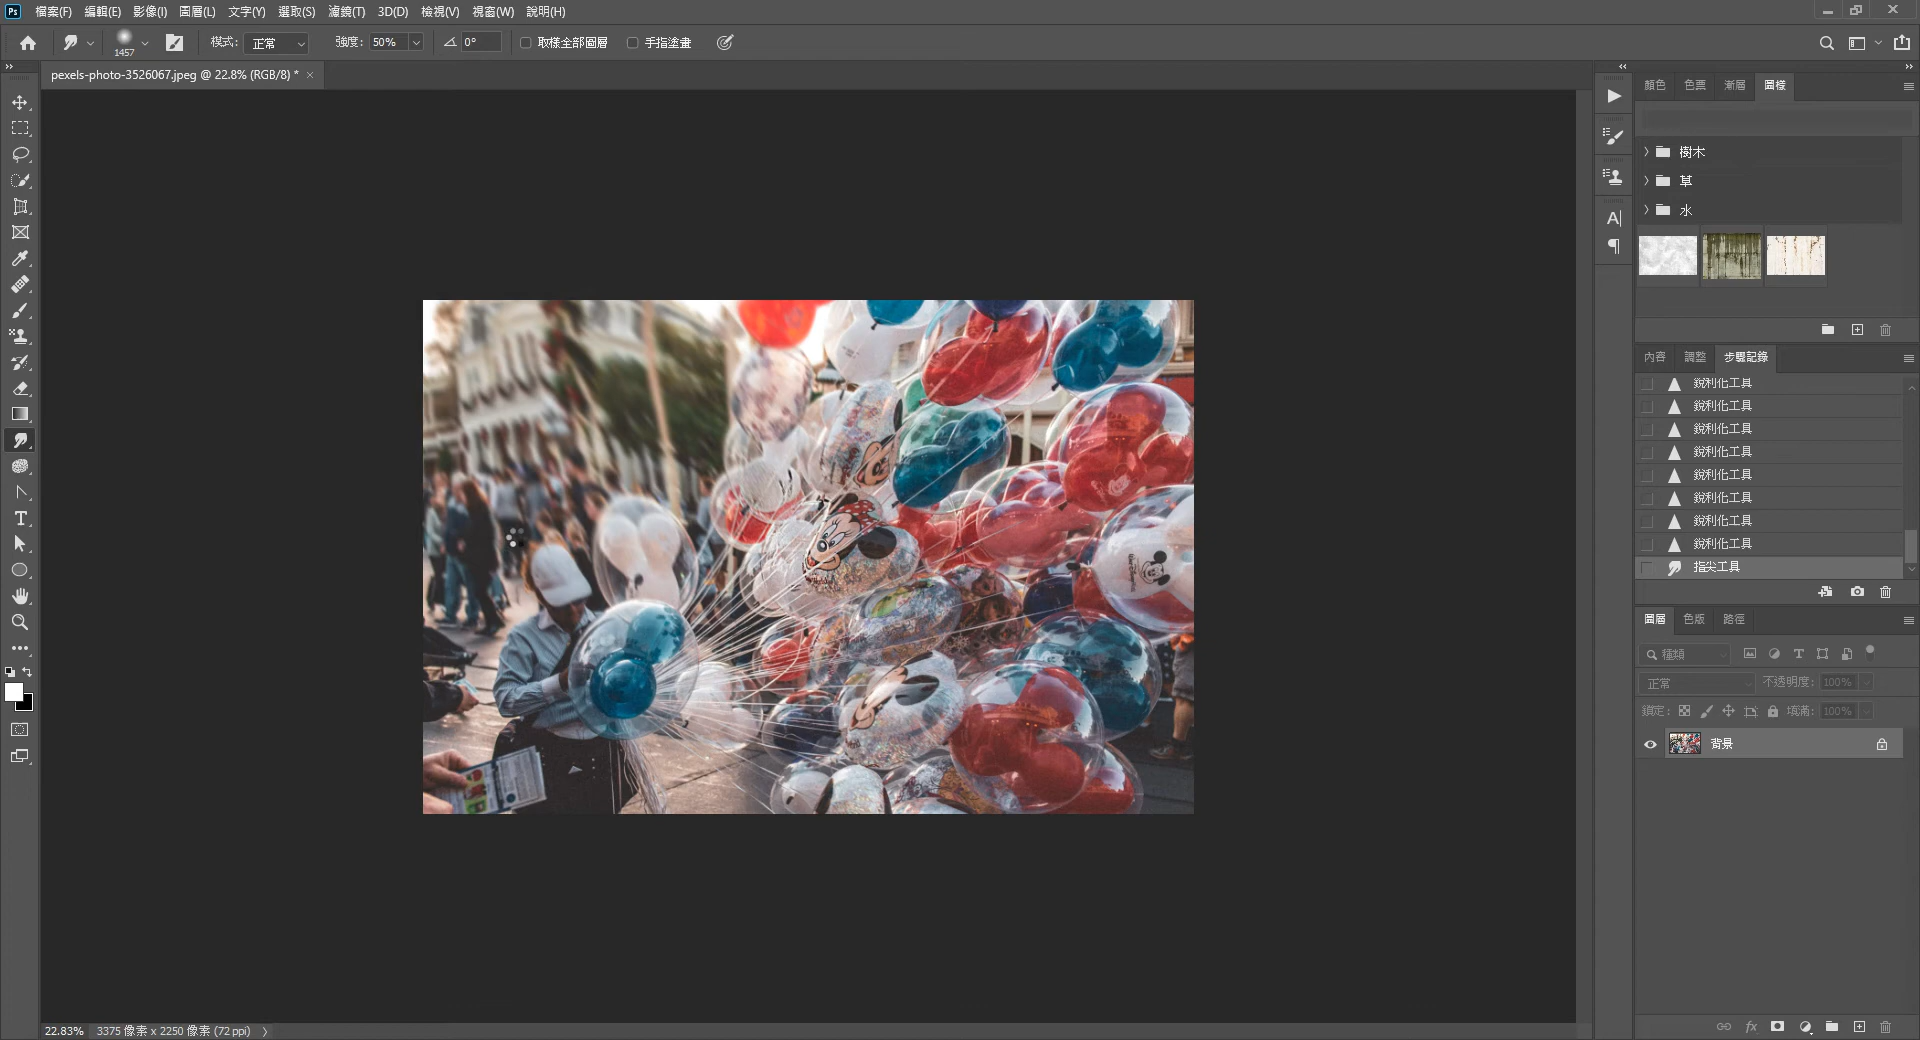 Ps 檔案(F) 編輯(E) 影像(I) 圖層(L) 文字(Y) 選取(S) 濾鏡(T) 3D(D) 檢視(V) 視窗(W) 說明(H)
1457 模式: 正常 強度: 50% 0° 取樣全部圖層 手指塗畫
pexels-photo-3526067.jpeg @ 22.8% (RGB/8) * ×
顏色 色票 漸層 圖樣
樹木
草
水
內容 調整 步驟記錄
銳利化工具
銳利化工具
銳利化工具
銳利化工具
銳利化工具
銳利化工具
銳利化工具
銳利化工具
指尖工具
圖層 色版 路徑
種類
正常 不透明度: 100%
鎖定: 填滿: 100%
背景
22.83% 3375 像素 x 2250 像素 (72 ppi)